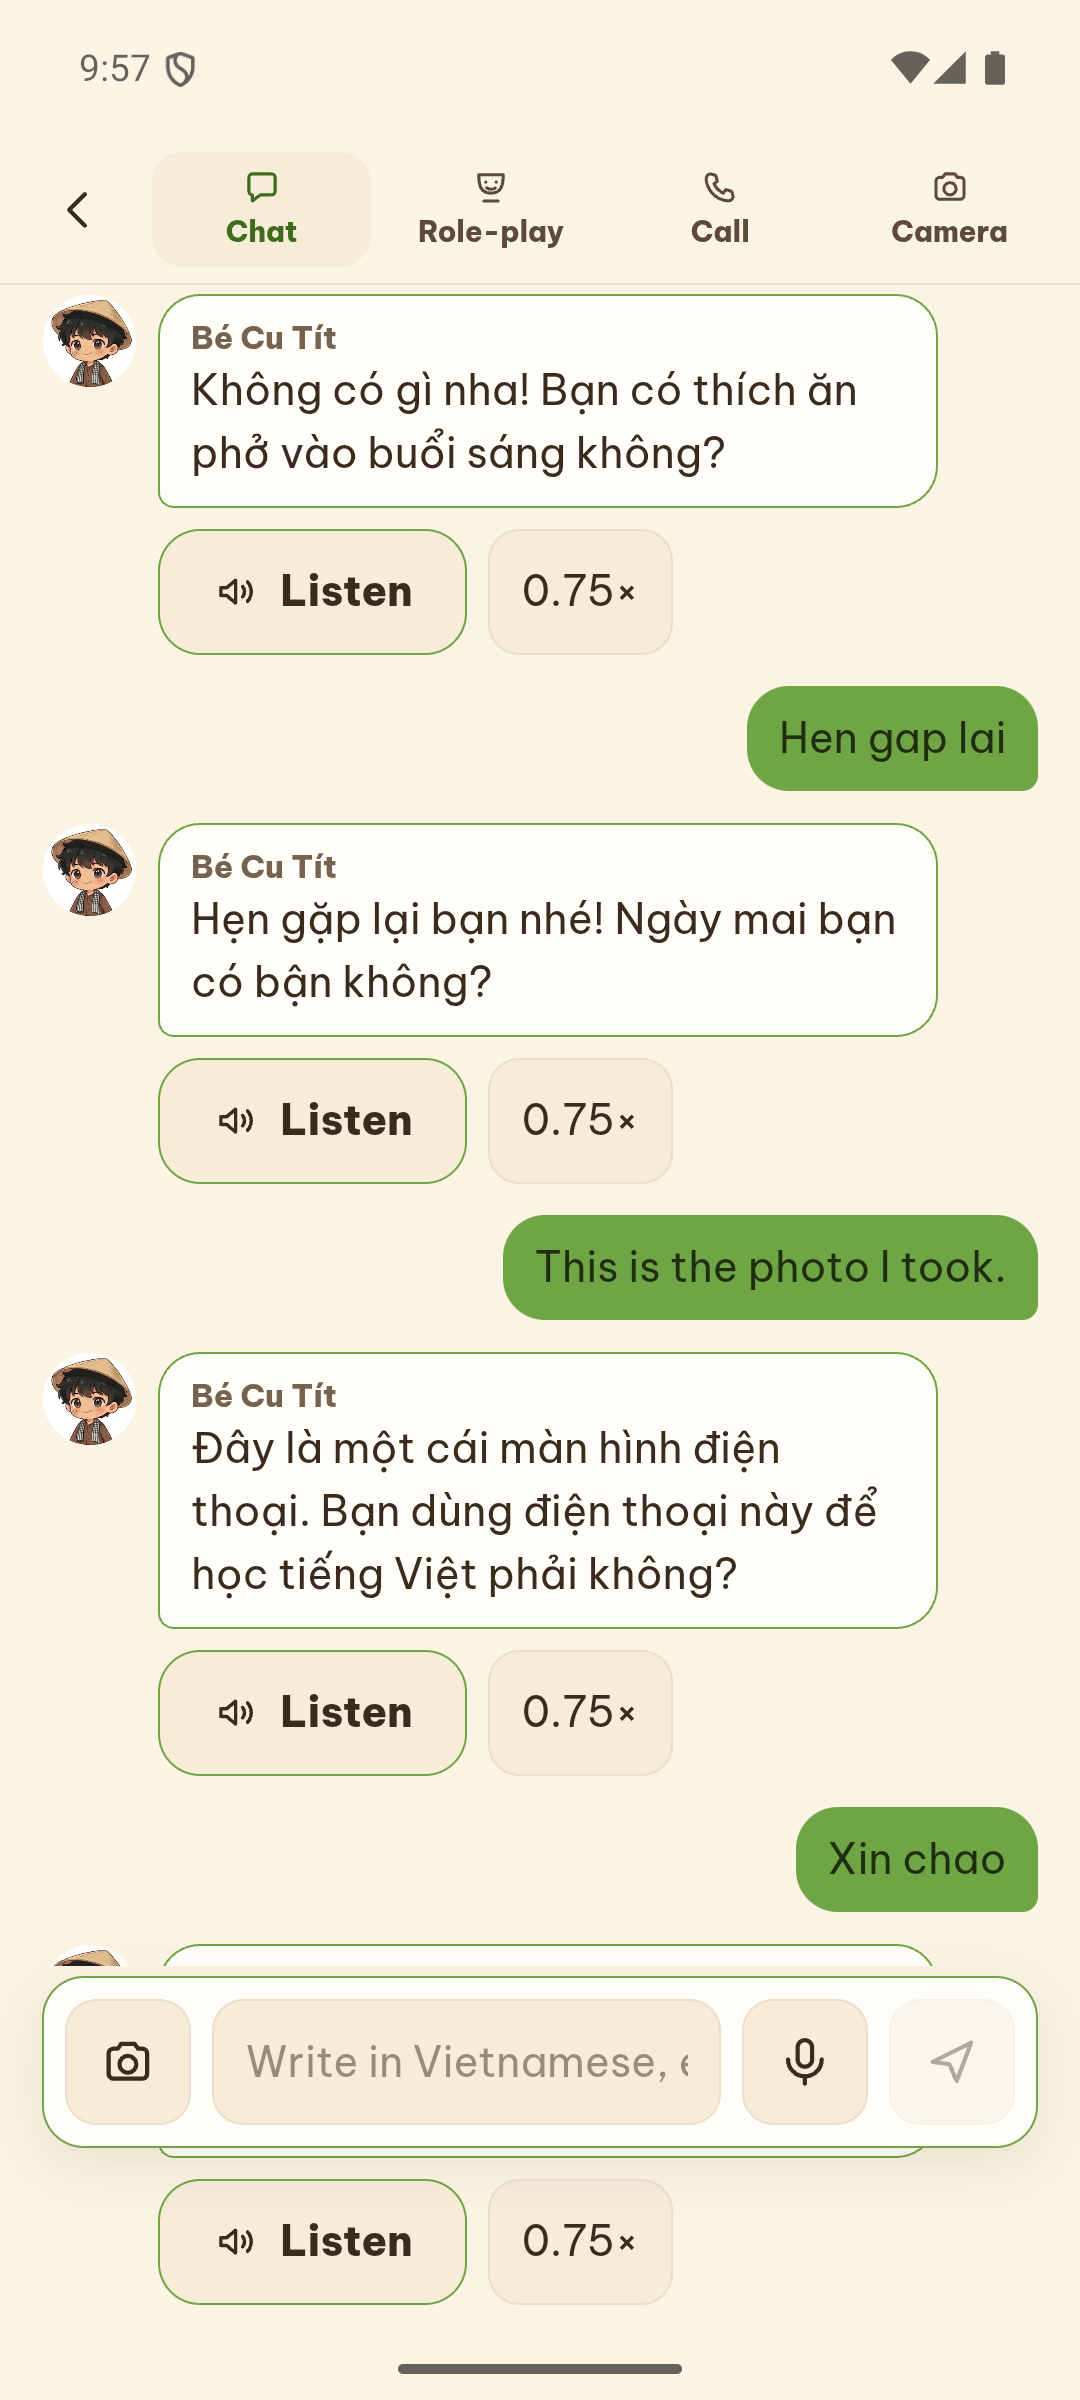 9:57
Chat
Role-play
Call
Camera
Bé Cu Tít
Không có gì nha! Bạn có thích ăn
phở vào buổi sáng không?
Listen
0.75×
Hen gap lai
Bé Cu Tít
Hẹn gặp lại bạn nhé! Ngày mai bạn
có bận không?
Listen
0.75×
This is the photo I took.
Bé Cu Tít
Đây là một cái màn hình điện
thoại. Bạn dùng điện thoại này để
học tiếng Việt phải không?
Listen
0.75×
Xin chao
Write in Vietnamese,
Listen
0.75×